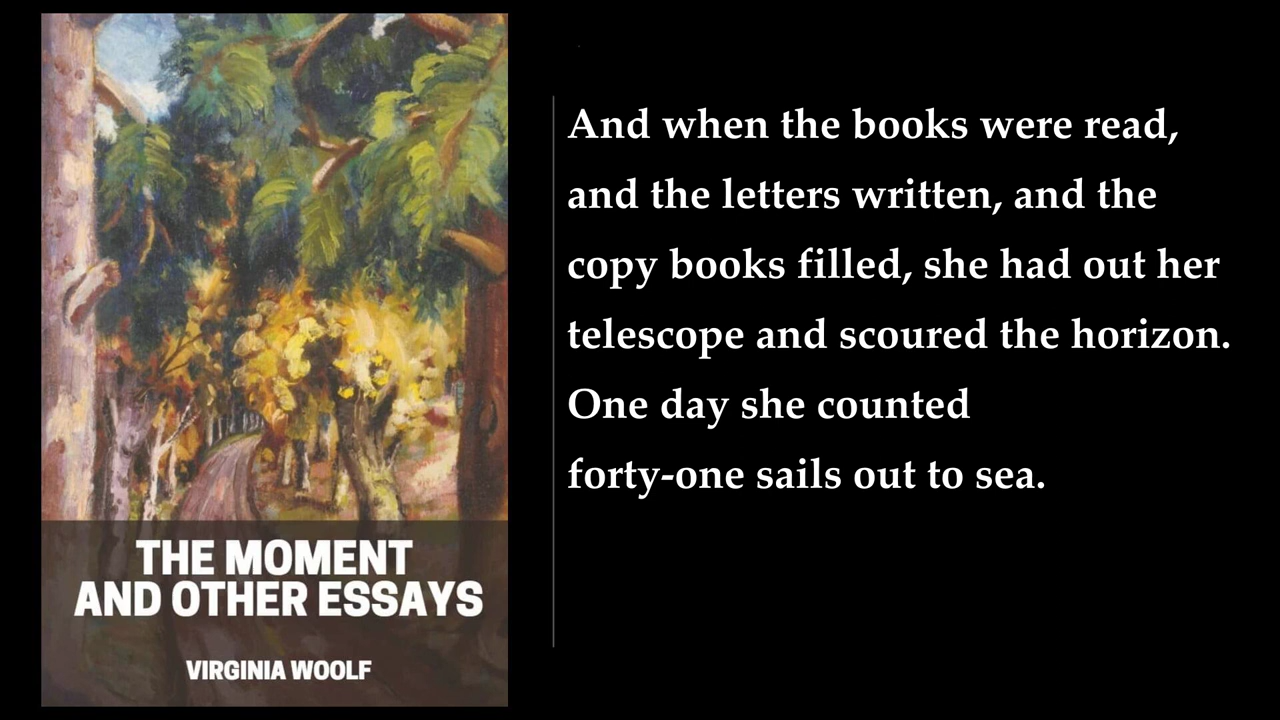 THE MOMENT
AND OTHER ESSAYS
VIRGINIA WOOLF
And when the books were read,
and the letters written, and the
copy books filled, she had out her
telescope and scoured the horizon.
One day she counted
forty-one sails out to sea.